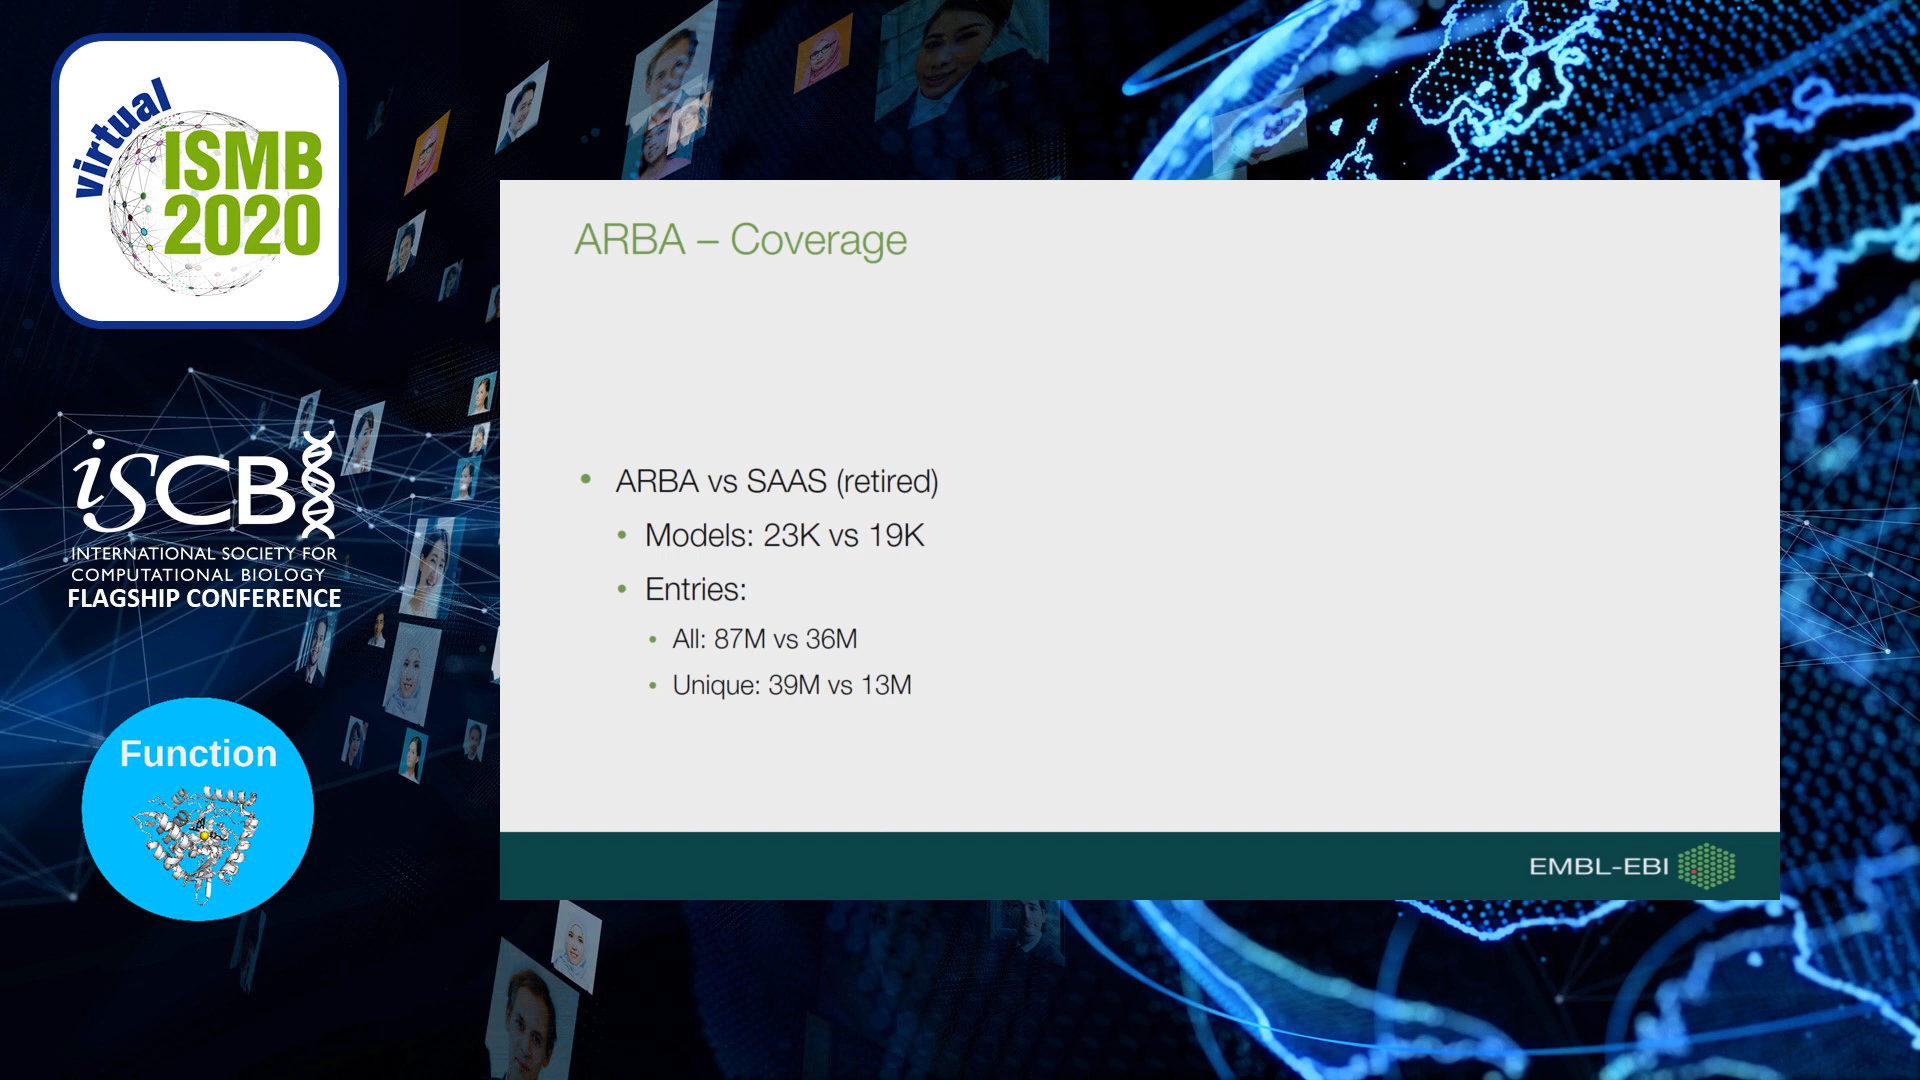 virtual
ISMB
2020
iSCB
INTERNATIONAL SOCIETY FOR
COMPUTATIONAL BIOLOGY
FLAGSHIP CONFERENCE
Function
ARBA – Coverage
• ARBA vs SAAS (retired)
• Models: 23K vs 19K
• Entries:
• All: 87M vs 36M
• Unique: 39M vs 13M
EMBL-EBI